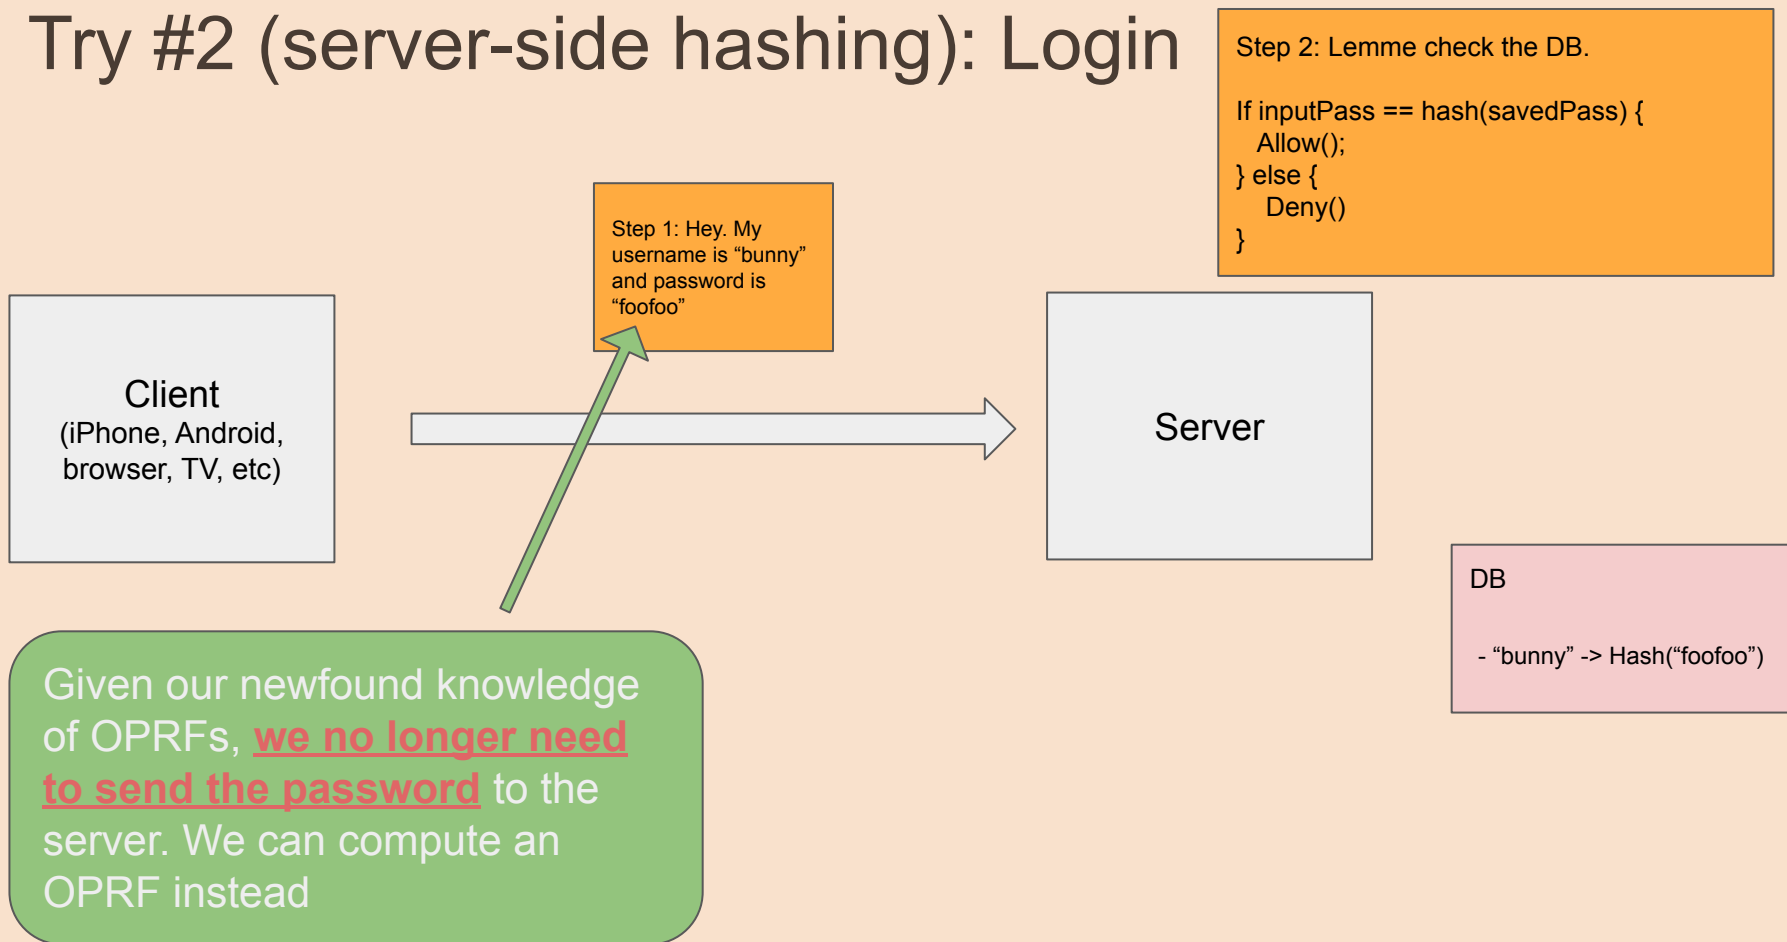 Try #2 (server-side hashing): Login
Step 2: Lemme check the DB.
If inputPass == hash(savedPass) {
Allow();
} else {
Deny()
}
Step 1: Hey. My
username is “bunny”
and password is
“foofoo”
Client
(iPhone, Android,
browser, TV, etc)
Server
DB
- “bunny” -> Hash(“foofoo”)
Given our newfound knowledge
of OPRFs, we no longer need
to send the password to the
server. We can compute an
OPRF instead